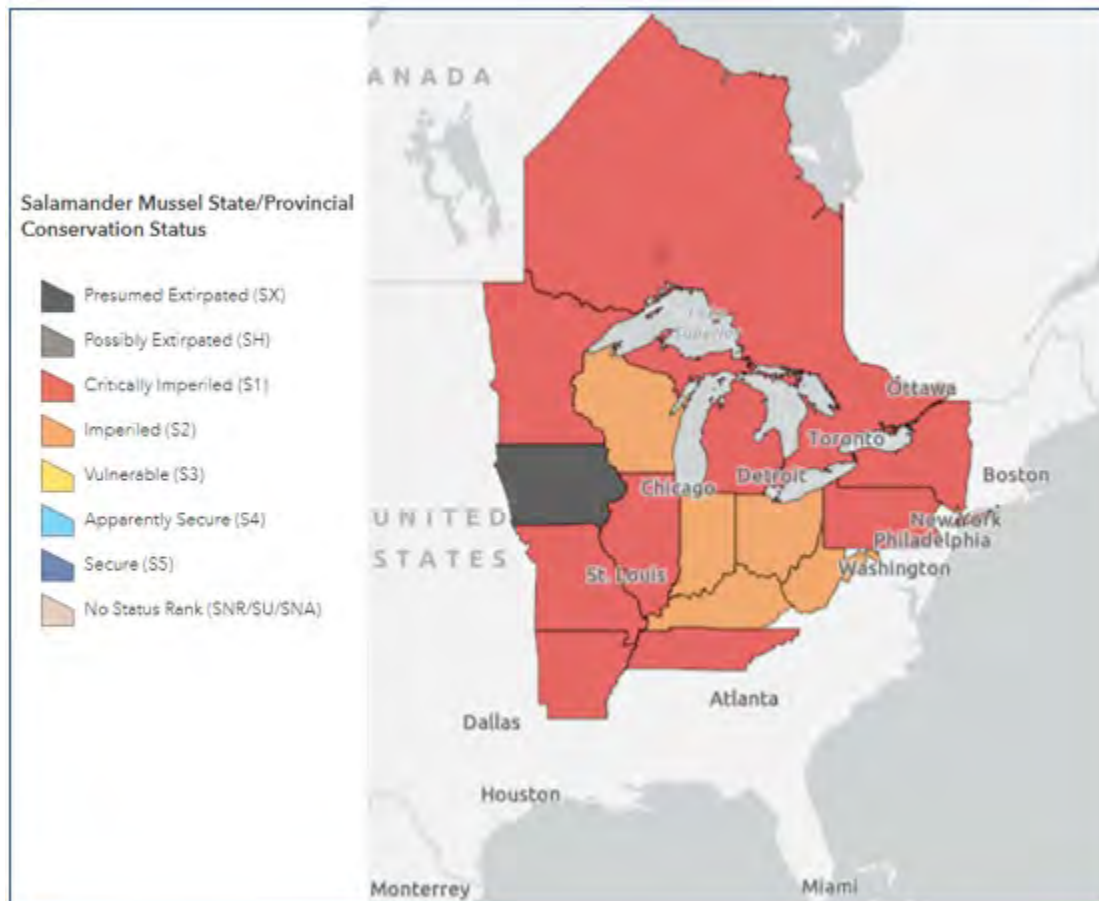 Salamander Mussel State/Provincial
Conservation Status
Presumed Extirpated (SX)
Possibly Extirpated (SH)
Critically Imperiled (S1)
Imperiled (S2)
Vulnerable (S3)
Apparently Secure (S4)
Secure (S5)
No Status Rank (SNR/SU/SNA)
ANADA
Lake
Superior
Ottawa
Toronto
Boston
Chicago
Detroit
UNITED
STATES
New York
Philadelphia
Washington
St. Louis
Atlanta
Dallas
Houston
Monterrey
Miami